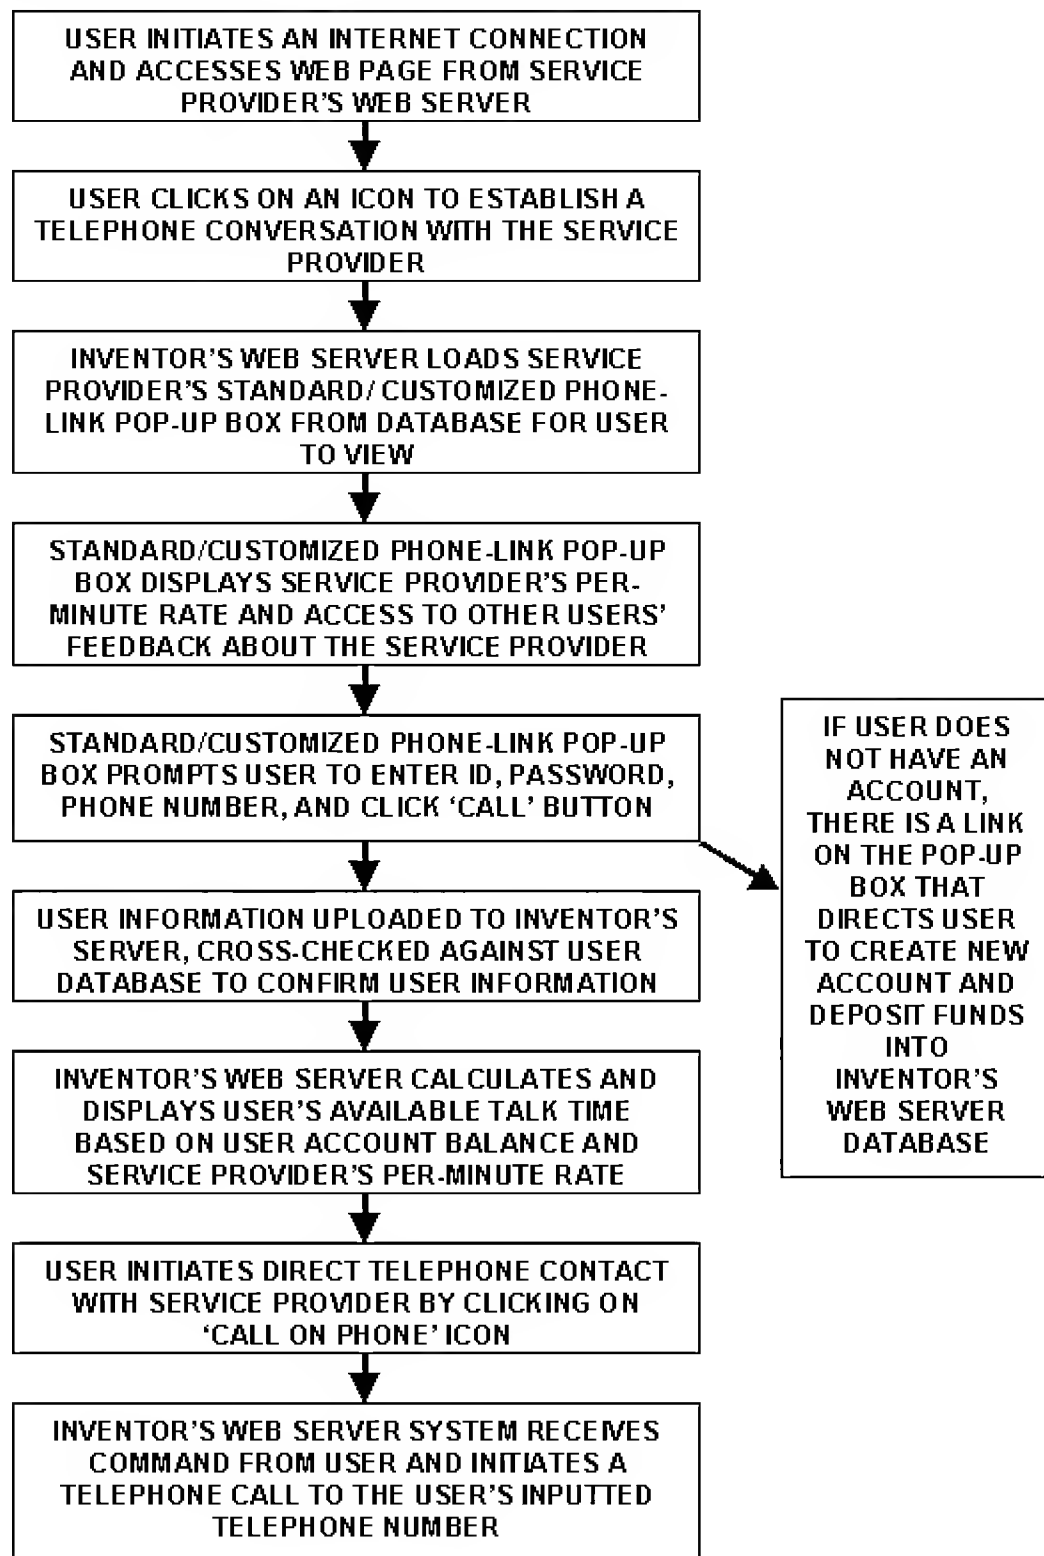 USER INITIATES AN INTERNET CONNECTION
AND ACCESSES WEB PAGE FROM SERVICE
PROVIDER'S WEB SERVER
USER CLICKS ON AN ICON TO ESTABLISH A
TELEPHONE CONVERSATION WITH THE SERVICE
PROVIDER
INVENTOR'S WEB SERVER LOADS SERVICE
PROVIDER'S STANDARD/ CUSTOMIZED PHONE-
LINK POP-UP BOX FROM DATABASE FOR USER
TO VIEW
STANDARD/CUSTOMIZED PHONE-LINK POP-UP
BOX DISPLAYS SERVICE PROVIDER'S PER-
MINUTE RATE AND ACCESS TO OTHER USERS'
FEEDBACK ABOUT THE SERVICE PROVIDER
STANDARD/CUSTOMIZED PHONE-LINK POP-UP
BOX PROMPTS USER TO ENTER ID, PASSWORD,
PHONE NUMBER, AND CLICK ‘CALL’ BUTTON
IF USER DOES
NOT HAVE AN
ACCOUNT,
THERE IS A LINK
ON THE POP-UP
BOX THAT
DIRECTS USER
TO CREATE NEW
ACCOUNT AND
DEPOSIT FUNDS
INTO
INVENTOR'S
WEB SERVER
DATABASE
USER INFORMATION UPLOADED TO INVENTOR'S
SERVER, CROSS-CHECKED AGAINST USER
DATABASE TO CONFIRM USER INFORMATION
INVENTOR'S WEB SERVER CALCULATES AND
DISPLAYS USER'S AVAILABLE TALK TIME
BASED ON USER ACCOUNT BALANCE AND
SERVICE PROVIDER'S PER-MINUTE RATE
USER INITIATES DIRECT TELEPHONE CONTACT
WITH SERVICE PROVIDER BY CLICKING ON
‘CALL ON PHONE’ ICON
INVENTOR'S WEB SERVER SYSTEM RECEIVES
COMMAND FROM USER AND INITIATES A
TELEPHONE CALL TO THE USER'S INPUTTED
TELEPHONE NUMBER